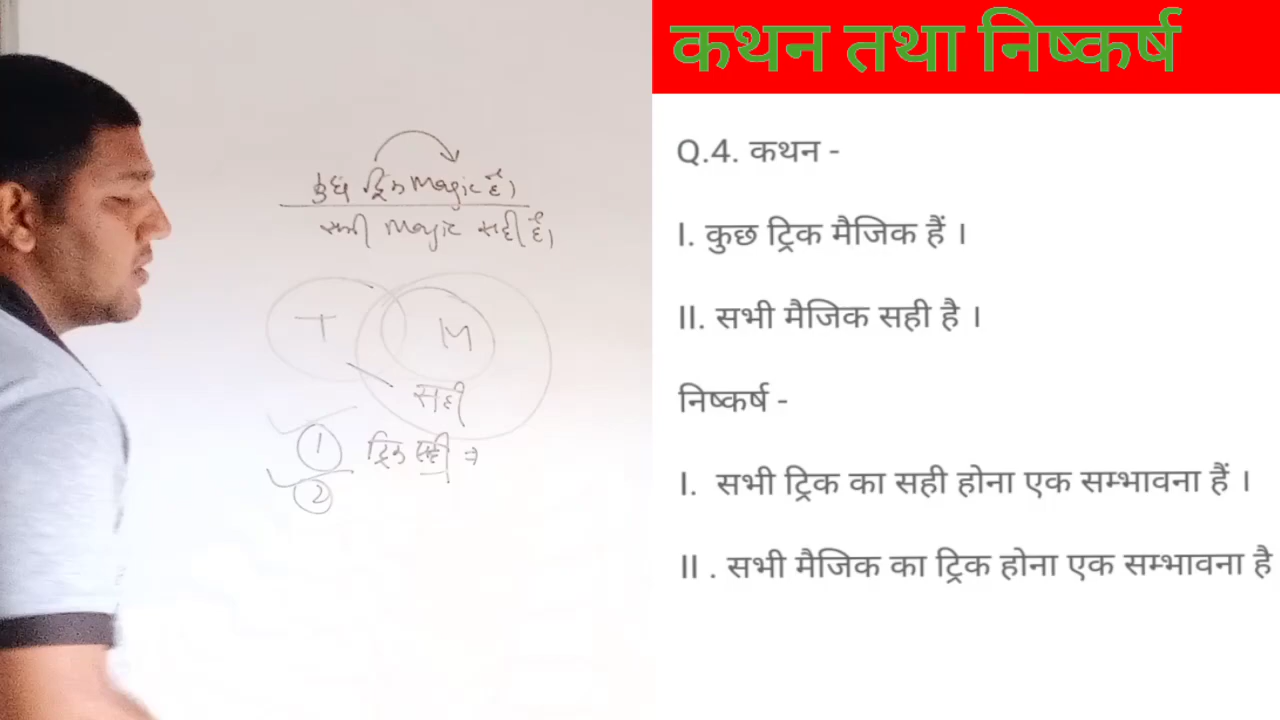 कथन तथा निष्कर्ष
कुछ ट्रिक Magic है।
सभी Magic सही है।
T M
सही
1 ट्रिक सही ⇒
2
Q.4. कथन -
I. कुछ ट्रिक मैजिक हैं ।
II. सभी मैजिक सही है ।
निष्कर्ष -
I. सभी ट्रिक का सही होना एक सम्भावना हैं ।
II . सभी मैजिक का ट्रिक होना एक सम्भावना है